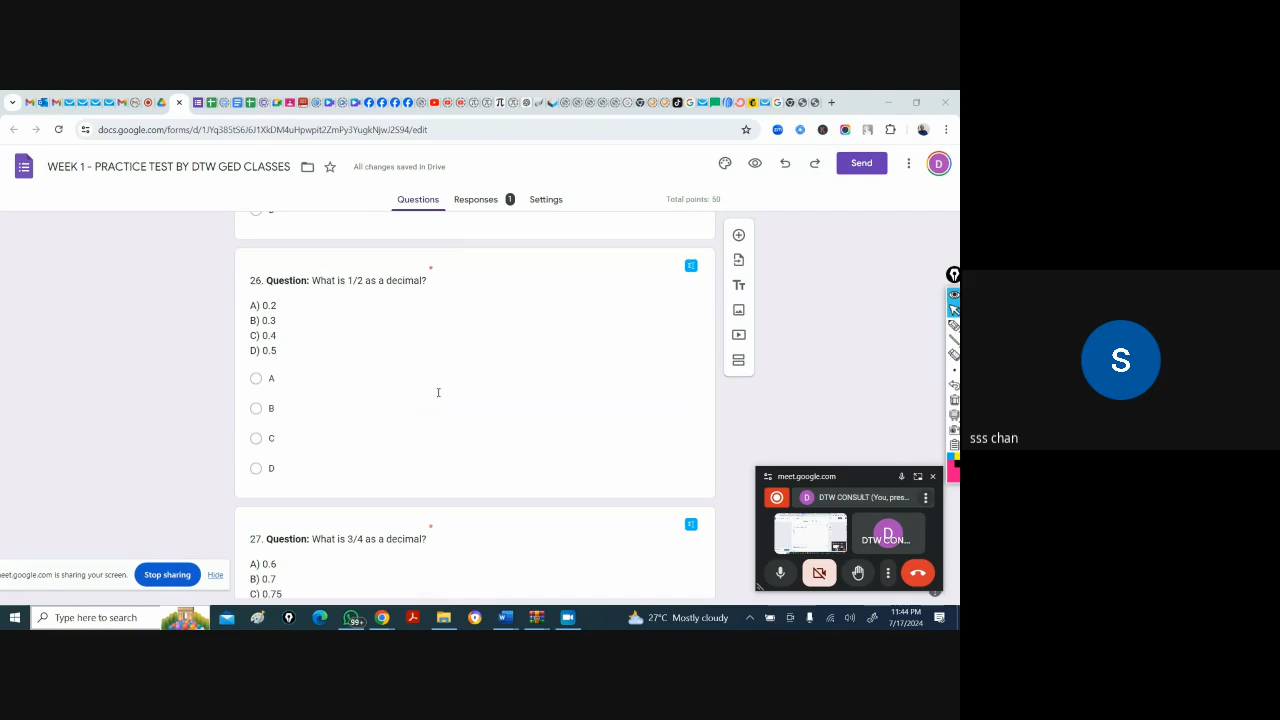 docs.google.com/forms/d/1JYq385tS6J6J1XkDM4uHpwpit2ZmPy3YugkNjwJ2S94/edit
WEEK 1 - PRACTICE TEST BY DTW GED CLASSES
All changes saved in Drive
Send
D
Questions
Responses 1
Settings
Total points: 50
26. Question: What is 1/2 as a decimal?
*
A) 0.2
B) 0.3
C) 0.4
D) 0.5
A
B
C
D
27. Question: What is 3/4 as a decimal?
*
A) 0.6
B) 0.7
C) 0.75
meet.google.com is sharing your screen.
Stop sharing
Hide
meet.google.com
D DTW CONSULT (You, pres...
D
DTW CON...
Type here to search
99+
27°C Mostly cloudy
11:44 PM
7/17/2024
S
sss chan